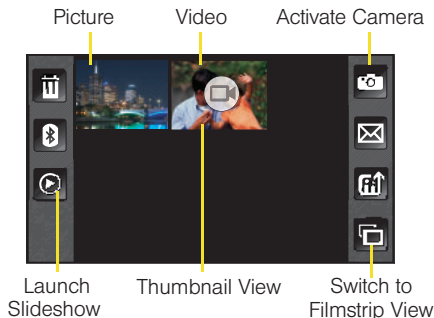 Picture Video Activate Camera
Launch
Slideshow
Thumbnail View
Switch to
Filmstrip View